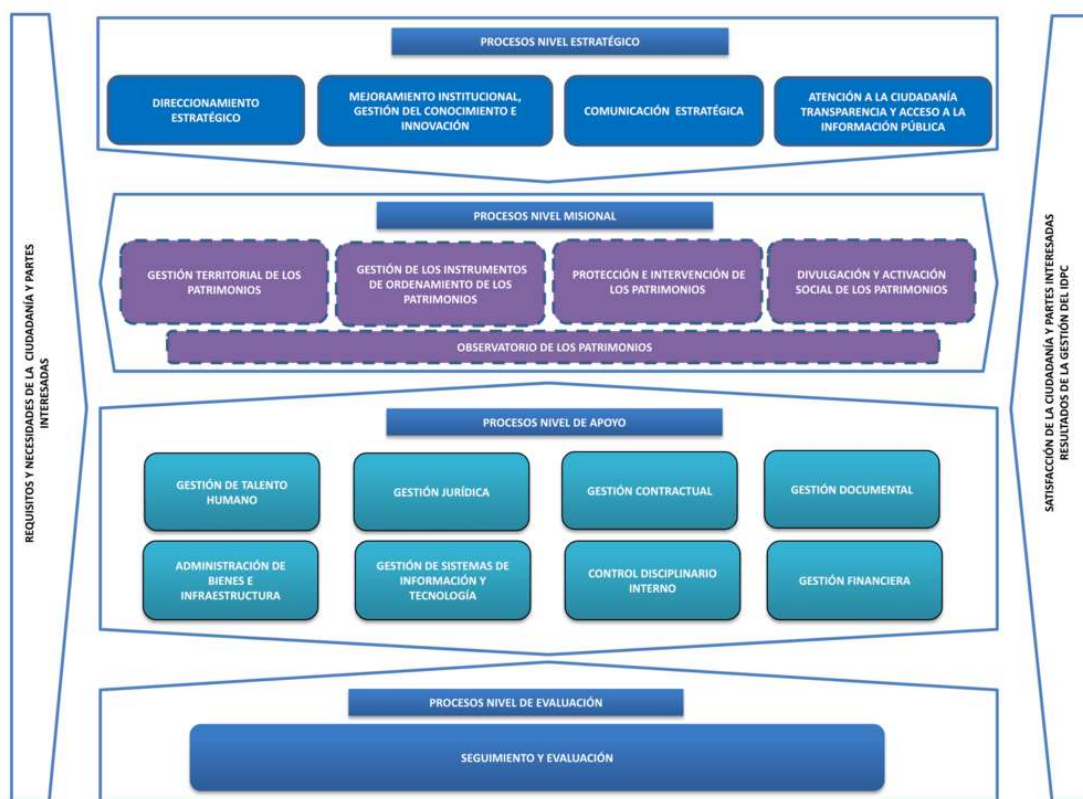 REQUISITOS Y NECESIDADES DE LA CIUDADANÍA Y PARTES
INTERESADAS
PROCESOS NIVEL ESTRATÉGICO
DIRECCIONAMIENTO
ESTRATÉGICO
MEJORAMIENTO INSTITUCIONAL,
GESTIÓN DEL CONOCIMIENTO E
INNOVACIÓN
COMUNICACIÓN ESTRATÉGICA
ATENCIÓN A LA CIUDADANÍA
TRANSPARENCIA Y ACCESO A LA
INFORMACIÓN PÚBLICA
PROCESOS NIVEL MISIONAL
GESTIÓN TERRITORIAL DE LOS
PATRIMONIOS
GESTIÓN DE LOS INSTRUMENTOS
DE ORDENAMIENTO DE LOS
PATRIMONIOS
PROTECCIÓN E INTERVENCIÓN DE
LOS PATRIMONIOS
DIVULGACIÓN Y ACTIVACIÓN
SOCIAL DE LOS PATRIMONIOS
OBSERVATORIO DE LOS PATRIMONIOS
PROCESOS NIVEL DE APOYO
GESTIÓN DE TALENTO
HUMANO
GESTIÓN JURÍDICA
GESTIÓN CONTRACTUAL
GESTIÓN DOCUMENTAL
ADMINISTRACIÓN DE
BIENES E
INFRAESTRUCTURA
GESTIÓN DE SISTEMAS DE
INFORMACIÓN Y
TECNOLOGÍA
CONTROL DISCIPLINARIO
INTERNO
GESTIÓN FINANCIERA
PROCESOS NIVEL DE EVALUACIÓN
SEGUIMIENTO Y EVALUACIÓN
SATISFACCIÓN DE LA CIUDADANÍA Y PARTES INTERESADAS
RESULTADOS DE LA GESTIÓN DEL IDPC